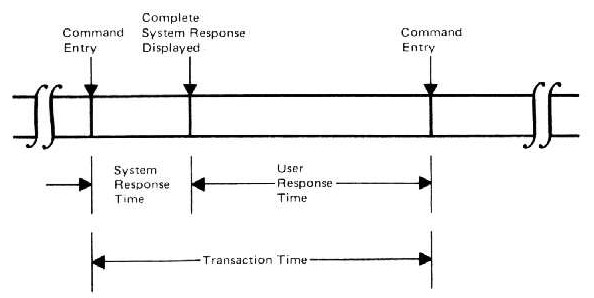 Command
Entry
Complete
System Response
Displayed
Command
Entry
System
Response
Time
User
Response
Time
Transaction Time